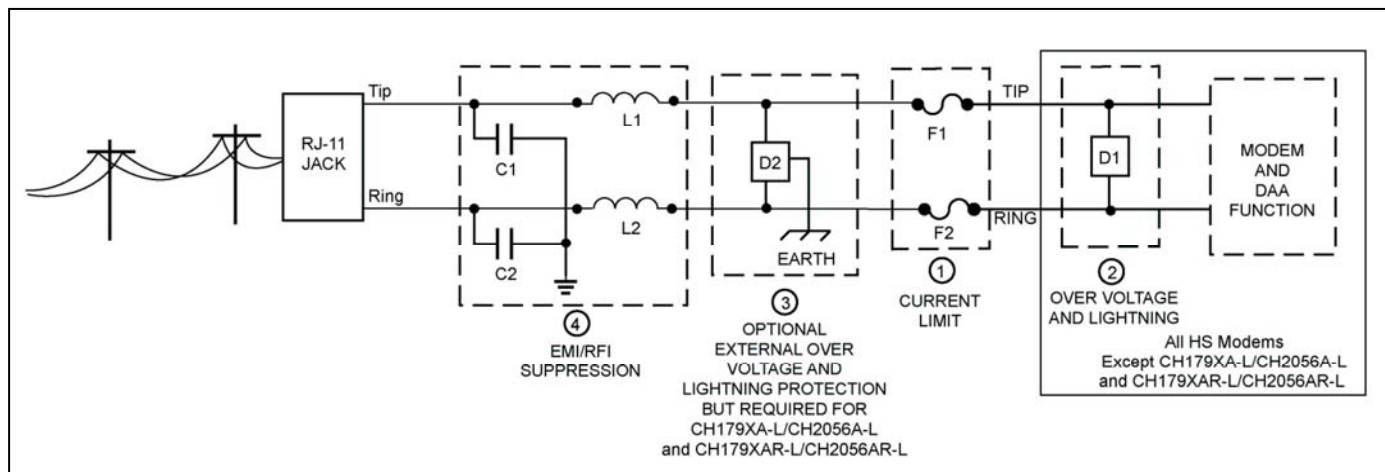 RJ-11
JACK
Tip
Ring
C1
C2
L1
L2
④
EMI/RFI
SUPPRESSION
D2
EARTH
③
OPTIONAL
EXTERNAL OVER
VOLTAGE AND
LIGHTNING PROTECTION
BUT REQUIRED FOR
CH179XA-L/CH2056A-L
and CH179XAR-L/CH2056AR-L
F1
F2
①
CURRENT
LIMIT
TIP
RING
D1
②
OVER VOLTAGE
AND LIGHTNING
MODEM
AND
DAA
FUNCTION
All HS Modems
Except CH179XA-L/CH2056A-L
and CH179XAR-L/CH2056AR-L